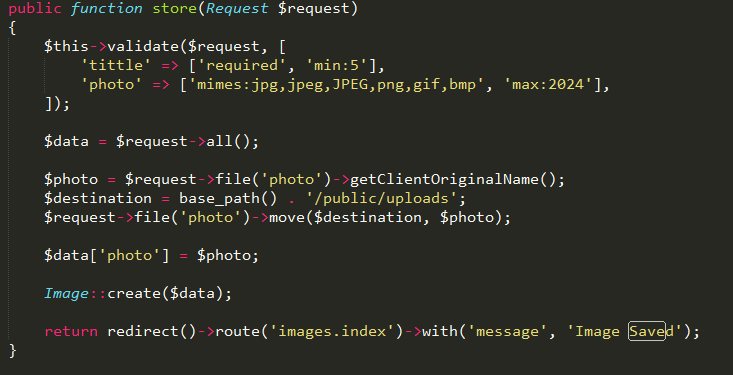 public function store(Request $request)
{
    $this->validate($request, [
        'tittle' => ['required', 'min:5'],
        'photo' => ['mimes:jpg,jpeg,JPEG,png,gif,bmp', 'max:2024'],
    ]);

    $data = $request->all();

    $photo = $request->file('photo')->getClientOriginalName();
    $destination = base_path() . '/public/uploads';
    $request->file('photo')->move($destination, $photo);

    $data['photo'] = $photo;

    Image::create($data);

    return redirect()->route('images.index')->with('message', 'Image Saved');
}